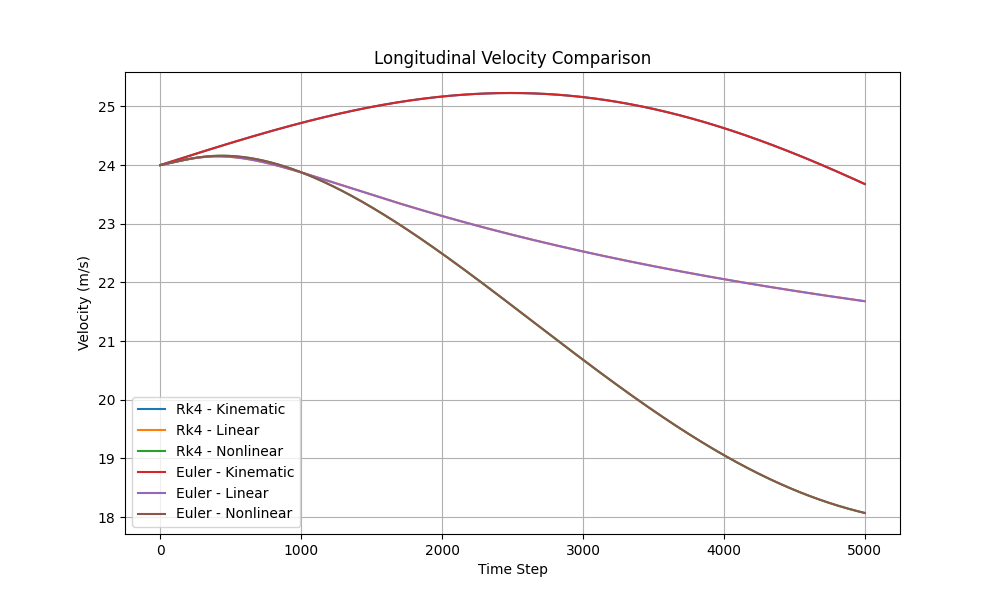 Longitudinal Velocity Comparison
Velocity (m/s)
25
24
23
22
21
20
19
18
Rk4 - Kinematic
Rk4 - Linear
Rk4 - Nonlinear
Euler - Kinematic
Euler - Linear
Euler - Nonlinear
0 1000 2000 3000 4000 5000
Time Step